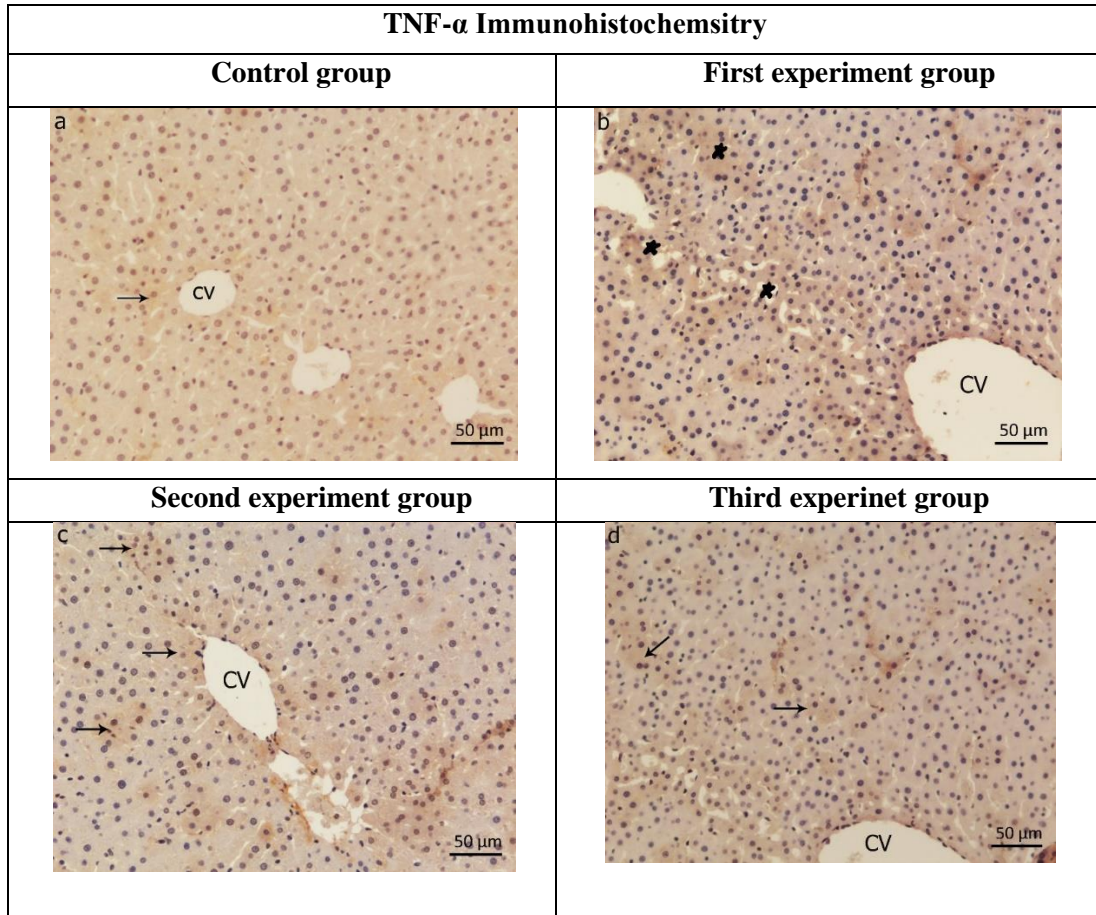 TNF-α Immunohistochemsitry
Control group
First experiment group
a
CV
50 µm
b
CV
50 µm
Second experiment group
Third experinet group
c
CV
50 µm
d
CV
50 µm